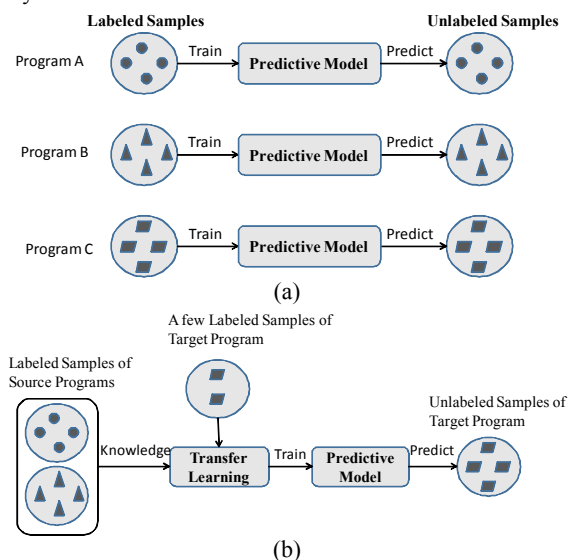 Labeled Samples
Unlabeled Samples
Program A
Train
Predictive Model
Predict
Program B
Train
Predictive Model
Predict
Program C
Train
Predictive Model
Predict
(a)
A few Labeled Samples of
Target Program
Labeled Samples of
Source Programs
Unlabeled Samples of
Target Program
Knowledge
Transfer
Learning
Train
Predictive
Model
Predict
(b)